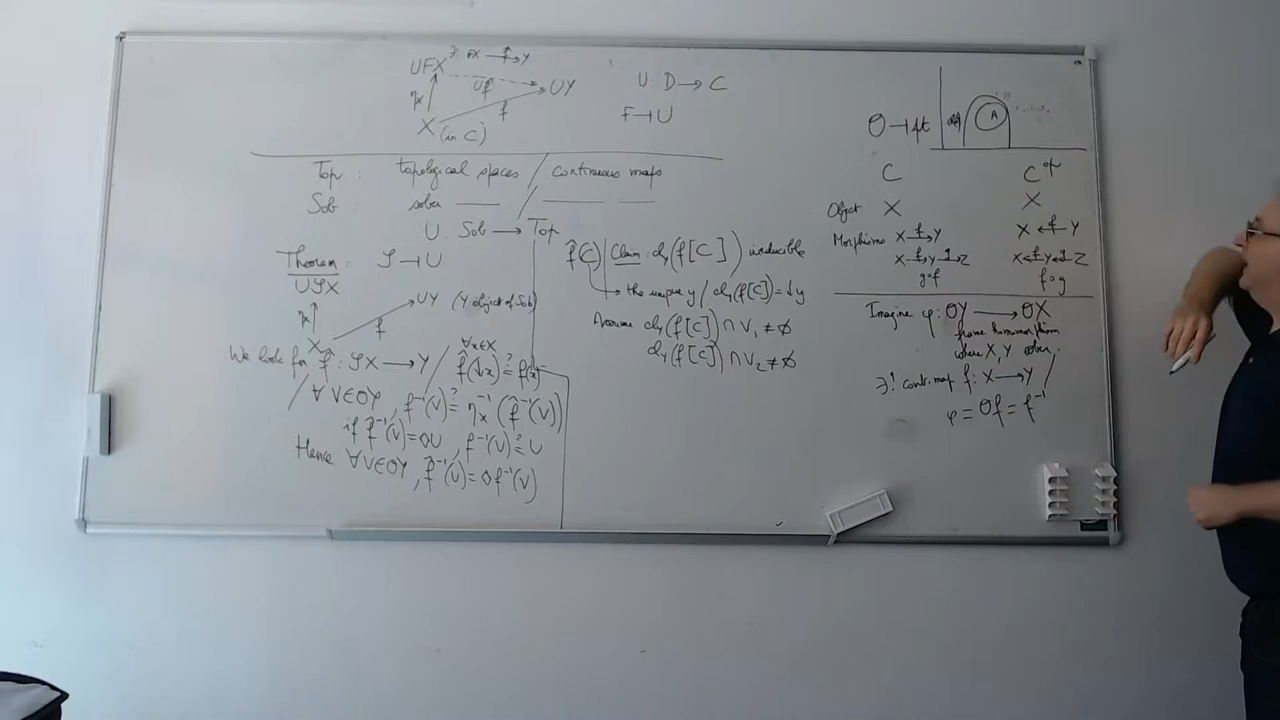 UFX ∃! FX —f̂→ Y
ηx ↑ Uf̂ UY
f
X (in C)
U D → C
F ⊣ U
Top : topological spaces / continuous maps
Sob : sober —— / —— ——
U Sob → Top
Theorem : 𝒮 ⊣ U
U𝒮X
ηx ↑ → UY (Y object of Sob)
f
X
We look for f̂ : 𝒮X → Y / ∀x∈X f̂(↓x) ≟ f(x)
/ ∀V∈OY, f⁻¹(V) ≟ ηx⁻¹(f̂⁻¹(V))
if f̂⁻¹(V)=◇U, f⁻¹(V) ≟ U
Hence ∀V∈OY, f̂⁻¹(V)=◇f⁻¹(V)
f̂(C) | Claim : cl_Y(f[C]) irreducible
→ the unique y / cl_Y(f[C])=↓y
Assume cl_Y(f[C]) ∩ V₁ ≠ ∅
cl_Y(f[C]) ∩ V₂ ≠ ∅
O ⊣ pt
A
C C^op
Object X X
Morphisms X —f→ Y X ←f— Y
X —f→ Y —g→ Z X ←f— Y ←g— Z
g∘f f∘g
Imagine φ : OY → OX
frame homomorphism
where X, Y sober,
∃! cont. map f : X → Y /
φ = Of = f⁻¹